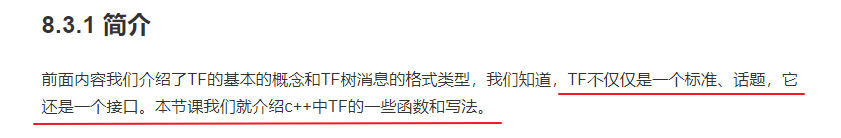 8.3.1 简介
前面内容我们介绍了TF的基本的概念和TF树消息的格式类型，我们知道，TF不仅仅是一个标准、话题，它
还是一个接口。本节课我们就介绍c++中TF的一些函数和写法。